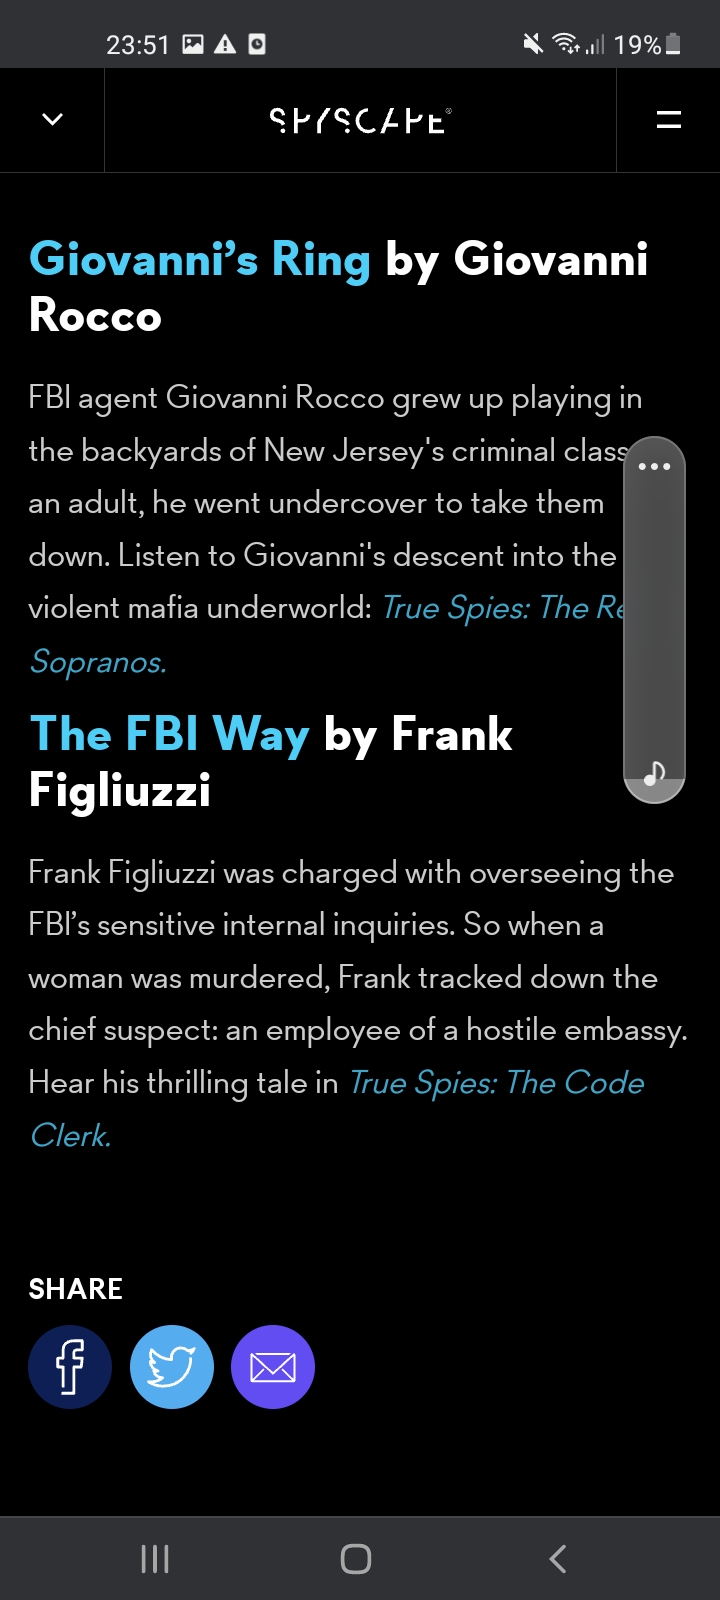 23:51
19%
SPYSCAPE®
Giovanni’s Ring by Giovanni
Rocco
FBI agent Giovanni Rocco grew up playing in
the backyards of New Jersey's criminal class
an adult, he went undercover to take them
down. Listen to Giovanni's descent into the
violent mafia underworld: True Spies: The
Sopranos.
The FBI Way by Frank
Figliuzzi
Frank Figliuzzi was charged with overseeing the
FBI’s sensitive internal inquiries. So when a
woman was murdered, Frank tracked down the
chief suspect: an employee of a hostile embassy.
Hear his thrilling tale in True Spies: The Code
Clerk.
SHARE